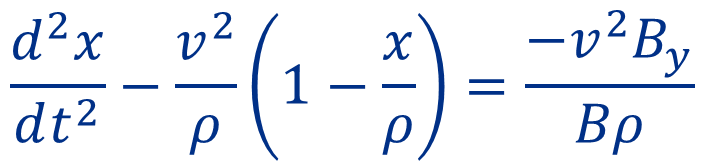 d²x/dt² − v²/ρ (1 − x/ρ) = −v²B_y/Bρ